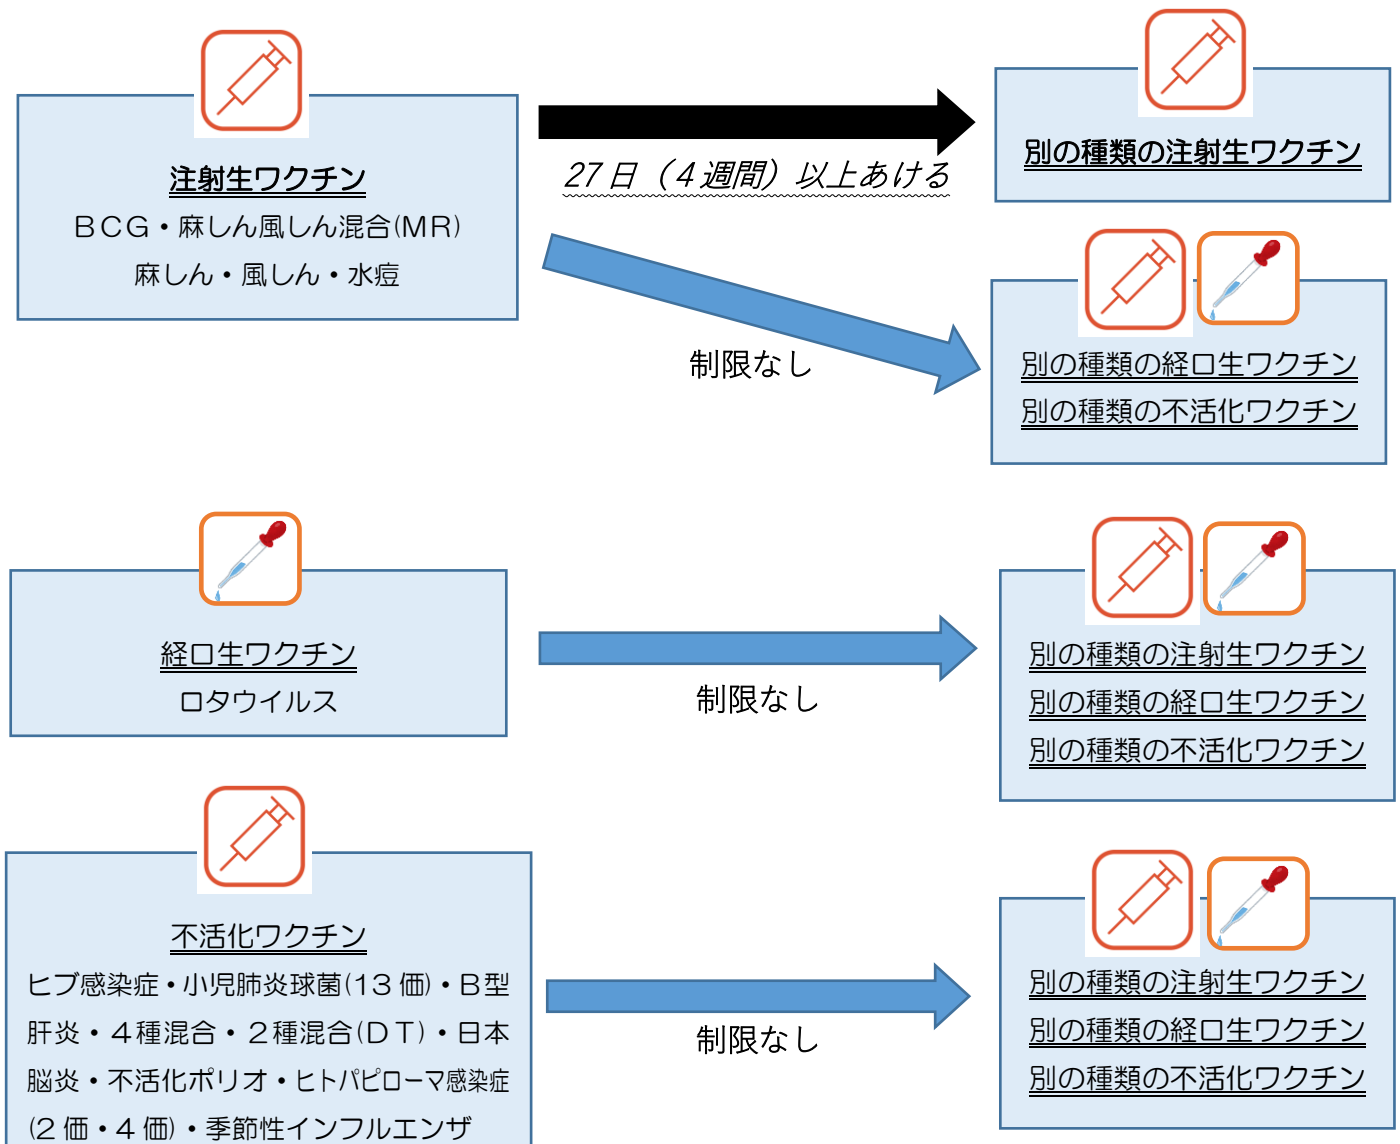 注射生ワクチン
BCG・麻しん風しん混合(MR)
麻しん・風しん・水痘
27日（4週間）以上あける
別の種類の注射生ワクチン
制限なし
別の種類の経口生ワクチン
別の種類の不活化ワクチン
経口生ワクチン
ロタウイルス
制限なし
別の種類の注射生ワクチン
別の種類の経口生ワクチン
別の種類の不活化ワクチン
不活化ワクチン
ヒブ感染症・小児肺炎球菌(13価)・B型
肝炎・4種混合・2種混合(DT)・日本
脳炎・不活化ポリオ・ヒトパピローマ感染症
(2価・4価)・季節性インフルエンザ
制限なし
別の種類の注射生ワクチン
別の種類の経口生ワクチン
別の種類の不活化ワクチン